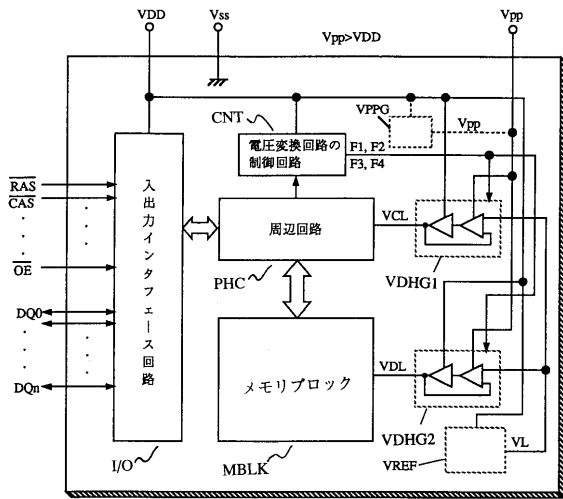 VDD
Vss
Vpp
Vpp>VDD
CNT
VPPG
Vpp
電圧変換回路の
制御回路
F1, F2
F3, F4
RAS
CAS
OE
DQ0
DQn
入出力インタフェース回路
周辺回路
VCL
PHC
VDHG1
メモリブロック
VDL
VDHG2
I/O
MBLK
VREF
VL